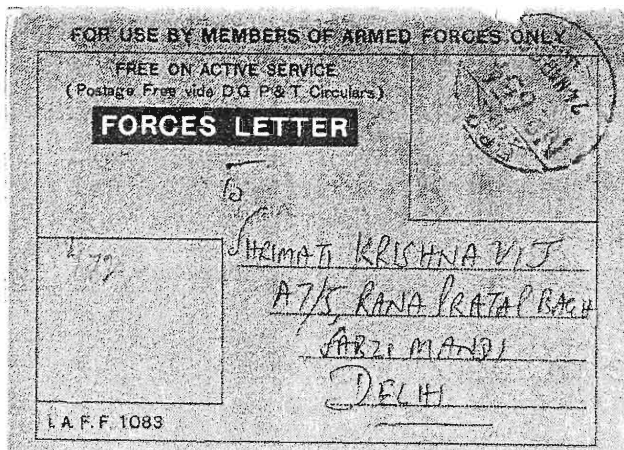 FOR USE BY MEMBERS OF ARMED FORCES ONLY
FREE ON ACTIVE SERVICE
(Postage Free vide D G P & T Circulars)
FORCES LETTER
To
SHRIMATI KRISHNA VIJ
A7/5, RANA PRATAP BAGH
SABZI MANDI
DELHI
I. A. F. F. 1083